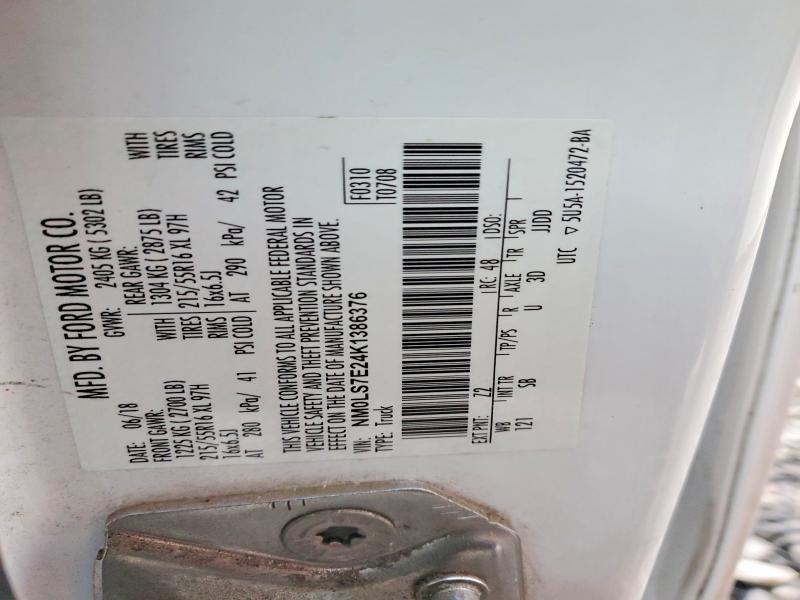 MFD. BY FORD MOTOR CO.
DATE: 06/18 GVWR: 2405 KG ( 5302 LB)
FRONT GAWR: REAR GAWR:
1225 KG ( 2700 LB) WITH 1304 KG ( 2875 LB) WITH
215/55R16 XL 97H TIRES 215/55R16 XL 97H TIRES
16x6.5J RIMS 16x6.5J RIMS
AT 280 kPa/ 41 PSI COLD AT 290 kPa/ 42 PSI COLD
THIS VEHICLE CONFORMS TO ALL APPLICABLE FEDERAL MOTOR
VEHICLE SAFETY AND THEFT PREVENTION STANDARDS IN
EFFECT ON THE DATE OF MANUFACTURE SHOWN ABOVE.
VIN: NM0LS7E24K1386376 F0310
TYPE: Truck T0708
EXT PNT: Z2 RC: 48 DSO:
WB INT TR TP/PS R AXLE TR SPR
121 SB U 3D JJDD
UTC ▽ 5U5A-1520472-BA